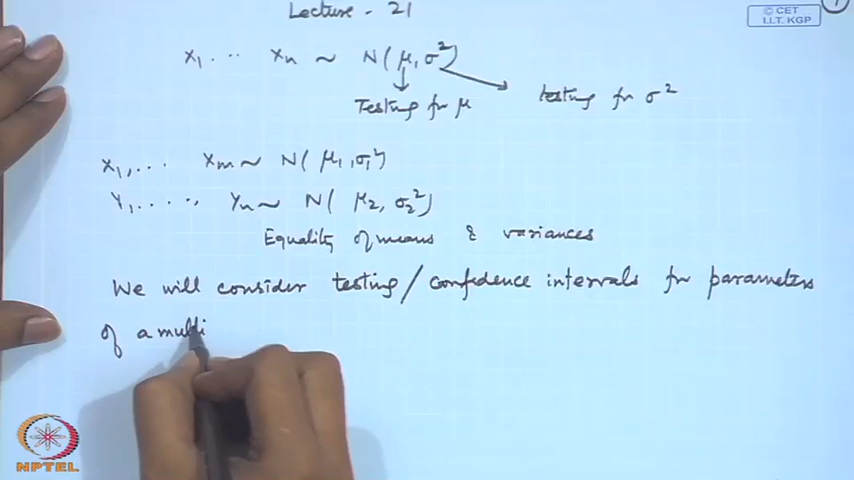 Lecture - 21
© CET
I.I.T. KGP
X₁ ... Xₙ ~ N(μ, σ²)
Testing for μ testing for σ²
X₁, ... Xₘ ~ N(μ₁, σ₁²)
Y₁, ....., Yₙ ~ N(μ₂, σ₂²)
Equality of means & variances
We will consider testing/confidence intervals for parameters
of a multi
NPTEL